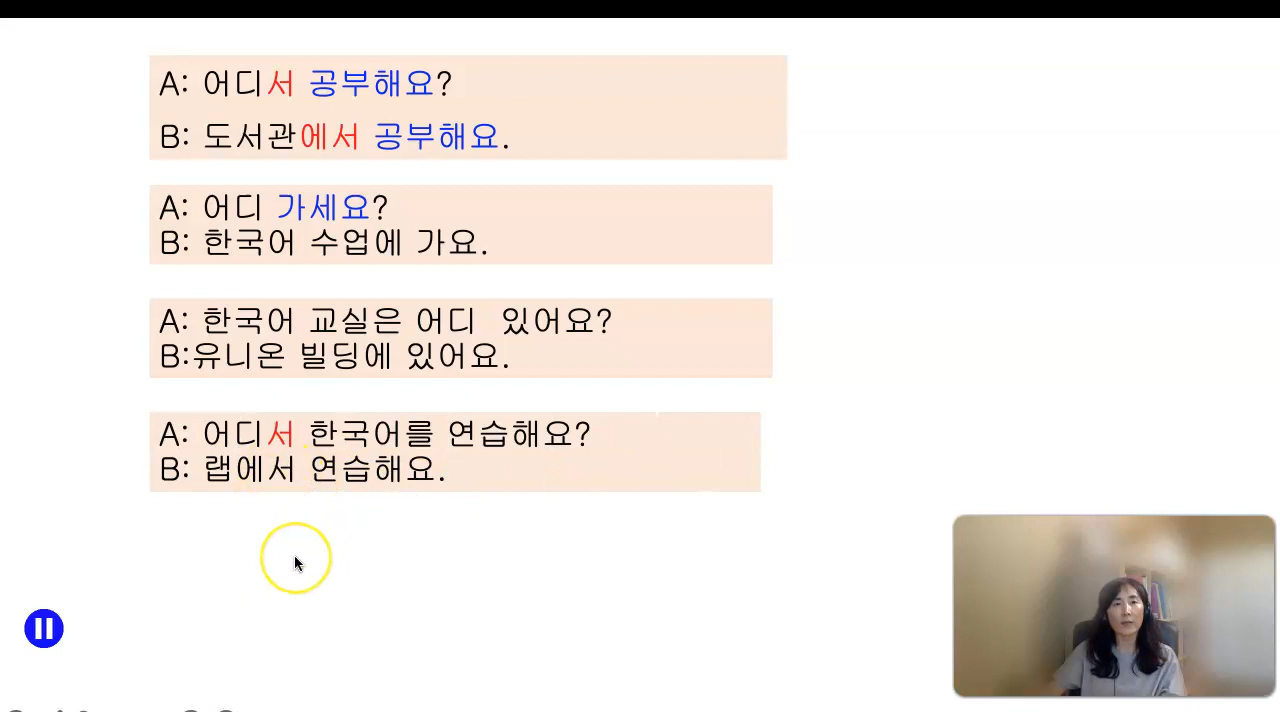 A: 어디서 공부해요?
B: 도서관에서 공부해요.
A: 어디 가세요?
B: 한국어 수업에 가요.
A: 한국어 교실은 어디 있어요?
B:유니온 빌딩에 있어요.
A: 어디서 한국어를 연습해요?
B: 랩에서 연습해요.